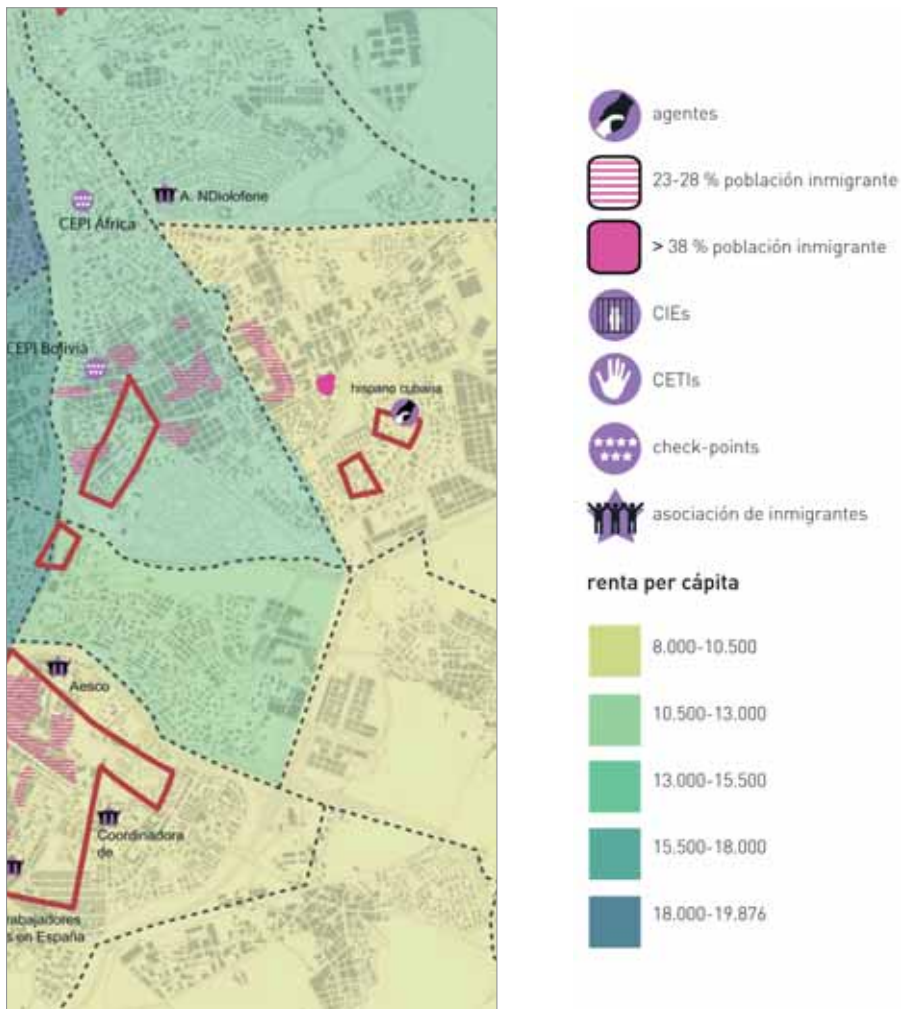 A. NDiolofene
CEPI África
CEPI Bolivia
hispano cubana
Aesco
Coordinadora
de
rabajadores
s en España
agentes
23-28 % población inmigrante
> 38 % población inmigrante
CIEs
CETIs
check-points
asociación de inmigrantes
renta per cápita
8.000-10.500
10.500-13.000
13.000-15.500
15.500-18.000
18.000-19.876